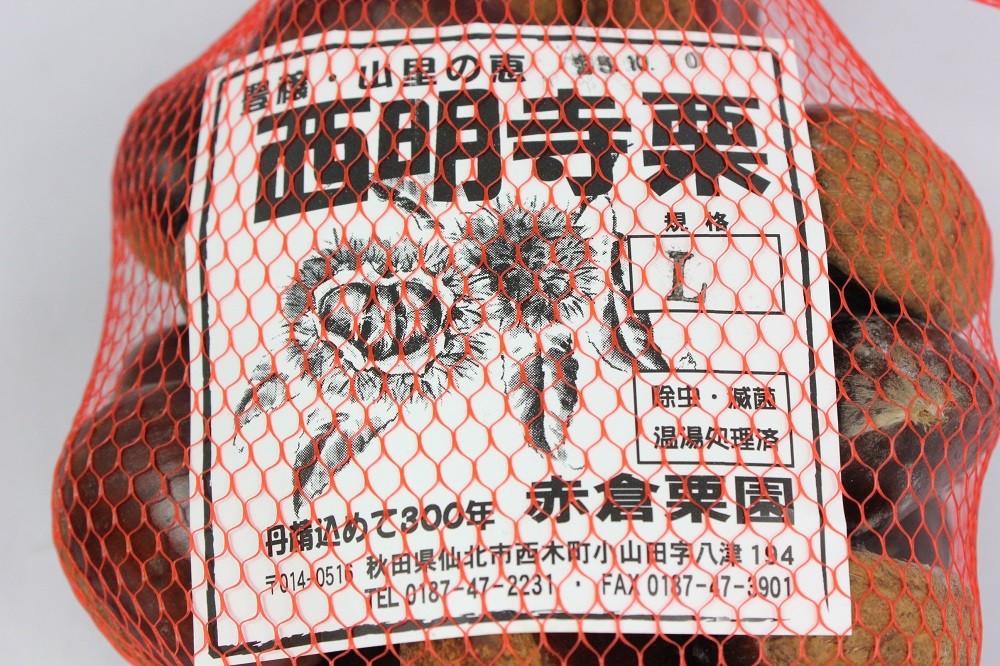 豊穣・山里の恵
西明寺栗
規格
L
除虫・滅菌
温湯処理済
丹精込めて300年 赤倉栗園
〒014-0516 秋田県仙北市西木町小山田字八津194
TEL 0187-47-2231 ・ FAX 0187-47-3901